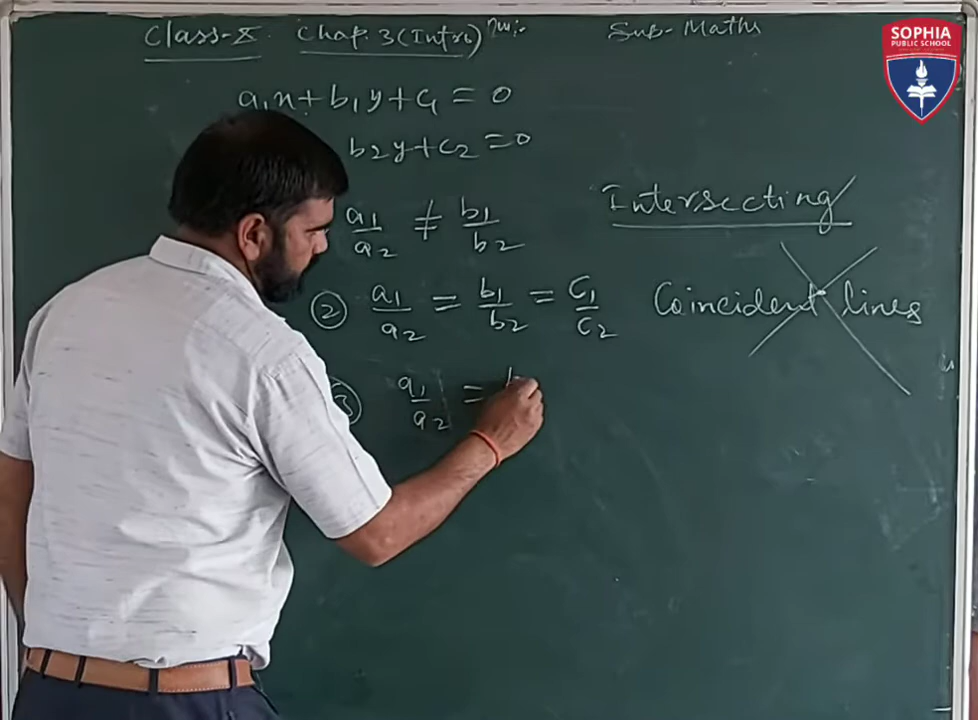 Class-X Chap. 3 (Intro) Sub- Maths
SOPHIA
PUBLIC SCHOOL
a₁x+b₁y+c₁ = 0
b₂y+c₂ =0
a₁/a₂ ≠ b₁/b₂ Intersecting
② a₁/a₂ = b₁/b₂ = c₁/c₂ Coincident lines
③ a₁/a₂ =